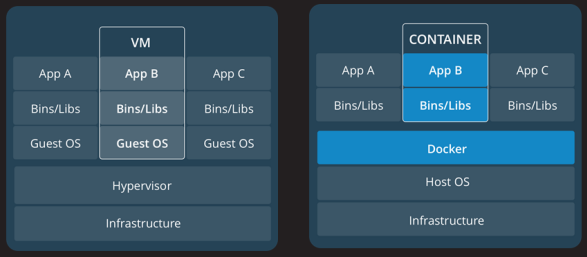 VM
App A App B App C
Bins/Libs Bins/Libs Bins/Libs
Guest OS Guest OS Guest OS
Hypervisor
Infrastructure
CONTAINER
App A App B App C
Bins/Libs Bins/Libs Bins/Libs
Docker
Host OS
Infrastructure